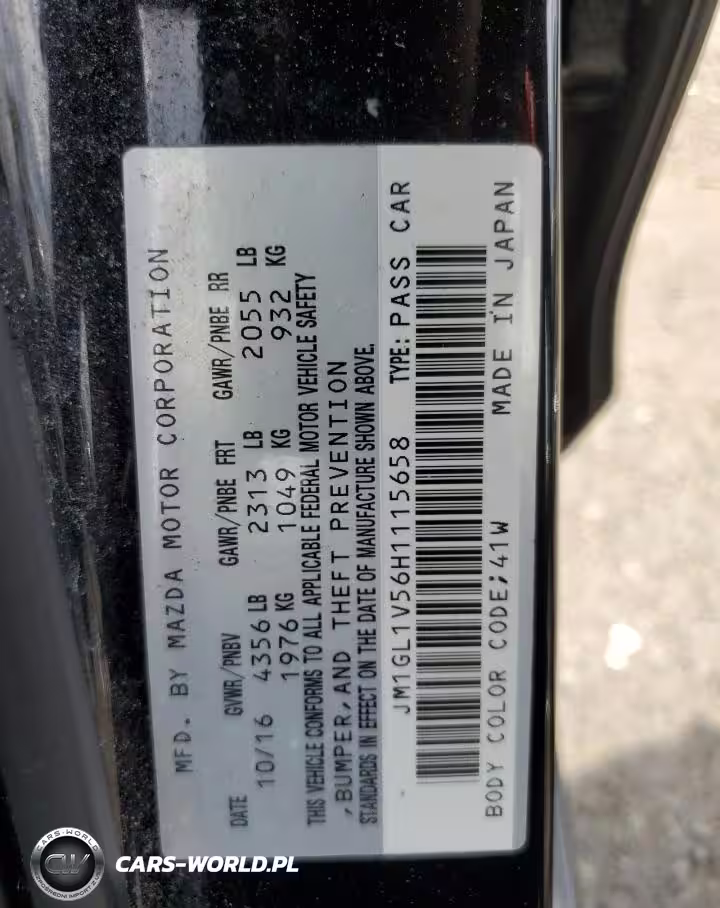 MFD. BY MAZDA MOTOR CORPORATION
DATE GVWR/PNBV GAWR/PNBE FRT GAWR/PNBE RR
10/16 4356 LB 2313 LB 2055 LB
1976 KG 1049 KG 932 KG
THIS VEHICLE CONFORMS TO ALL APPLICABLE FEDERAL MOTOR VEHICLE SAFETY
,BUMPER,AND THEFT PREVENTION
STANDARDS IN EFFECT ON THE DATE OF MANUFACTURE SHOWN ABOVE.
JM1GL1V56H1115658 TYPE: PASS CAR
BODY COLOR CODE;41W MADE IN JAPAN
CARS-WORLD
CW
CARS-WORLD.PL